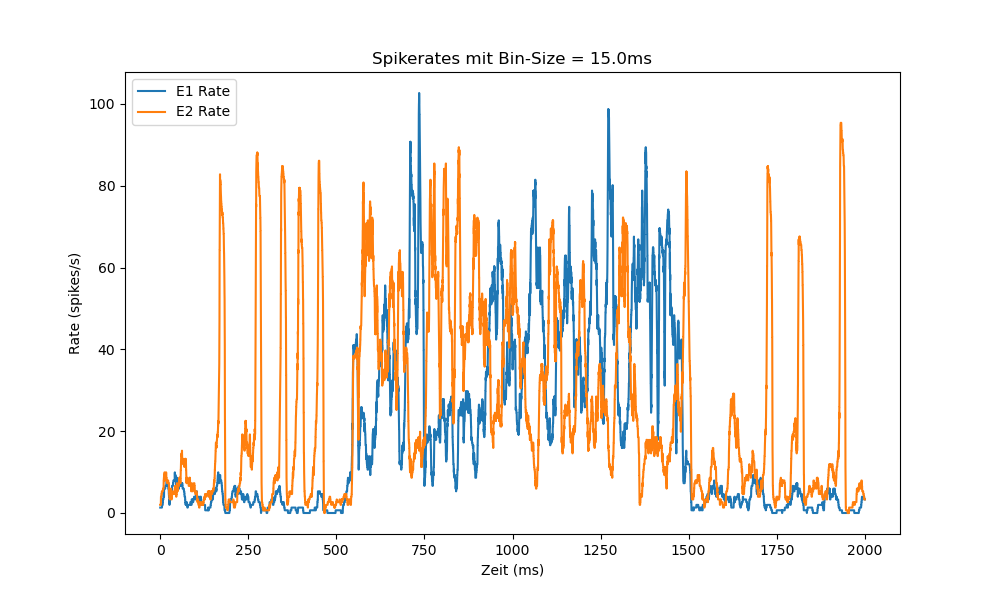 Spikerates mit Bin-Size = 15.0ms
E1 Rate
E2 Rate
Rate (spikes/s)
100
80
60
40
20
0
0 250 500 750 1000 1250 1500 1750 2000
Zeit (ms)